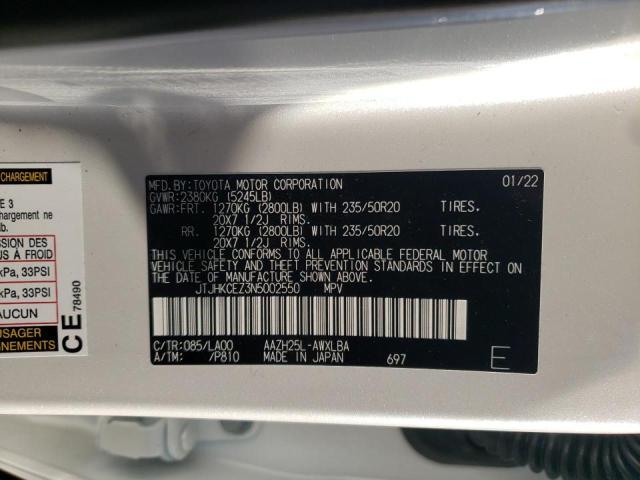 CHARGEMENT
E 3
chargement ne
b.
SSION DES
À FROID
kPa, 33PSI
kPa, 33PSI
AUCUN
USAGER
GNEMENTS
CE 78490
MFD.BY:TOYOTA MOTOR CORPORATION 01/22
GVWR:2380KG (5245LB)
GAWR:FRT. 1270KG (2800LB) WITH 235/50R20 TIRES.
20X7 1/2J RIMS.
RR. 1270KG (2800LB) WITH 235/50R20 TIRES.
20X7 1/2J RIMS.
THIS VEHICLE CONFORMS TO ALL APPLICABLE FEDERAL MOTOR
VEHICLE SAFETY AND THEFT PREVENTION STANDARDS IN EFFECT ON
THE DATE OF MANUFACTURE SHOWN ABOVE.
JTJHKCEZ3N5002550 MPV
C/TR:085/LA00 AAZH25L-AWXLBA
A/TM: /P810 MADE IN JAPAN 697
E